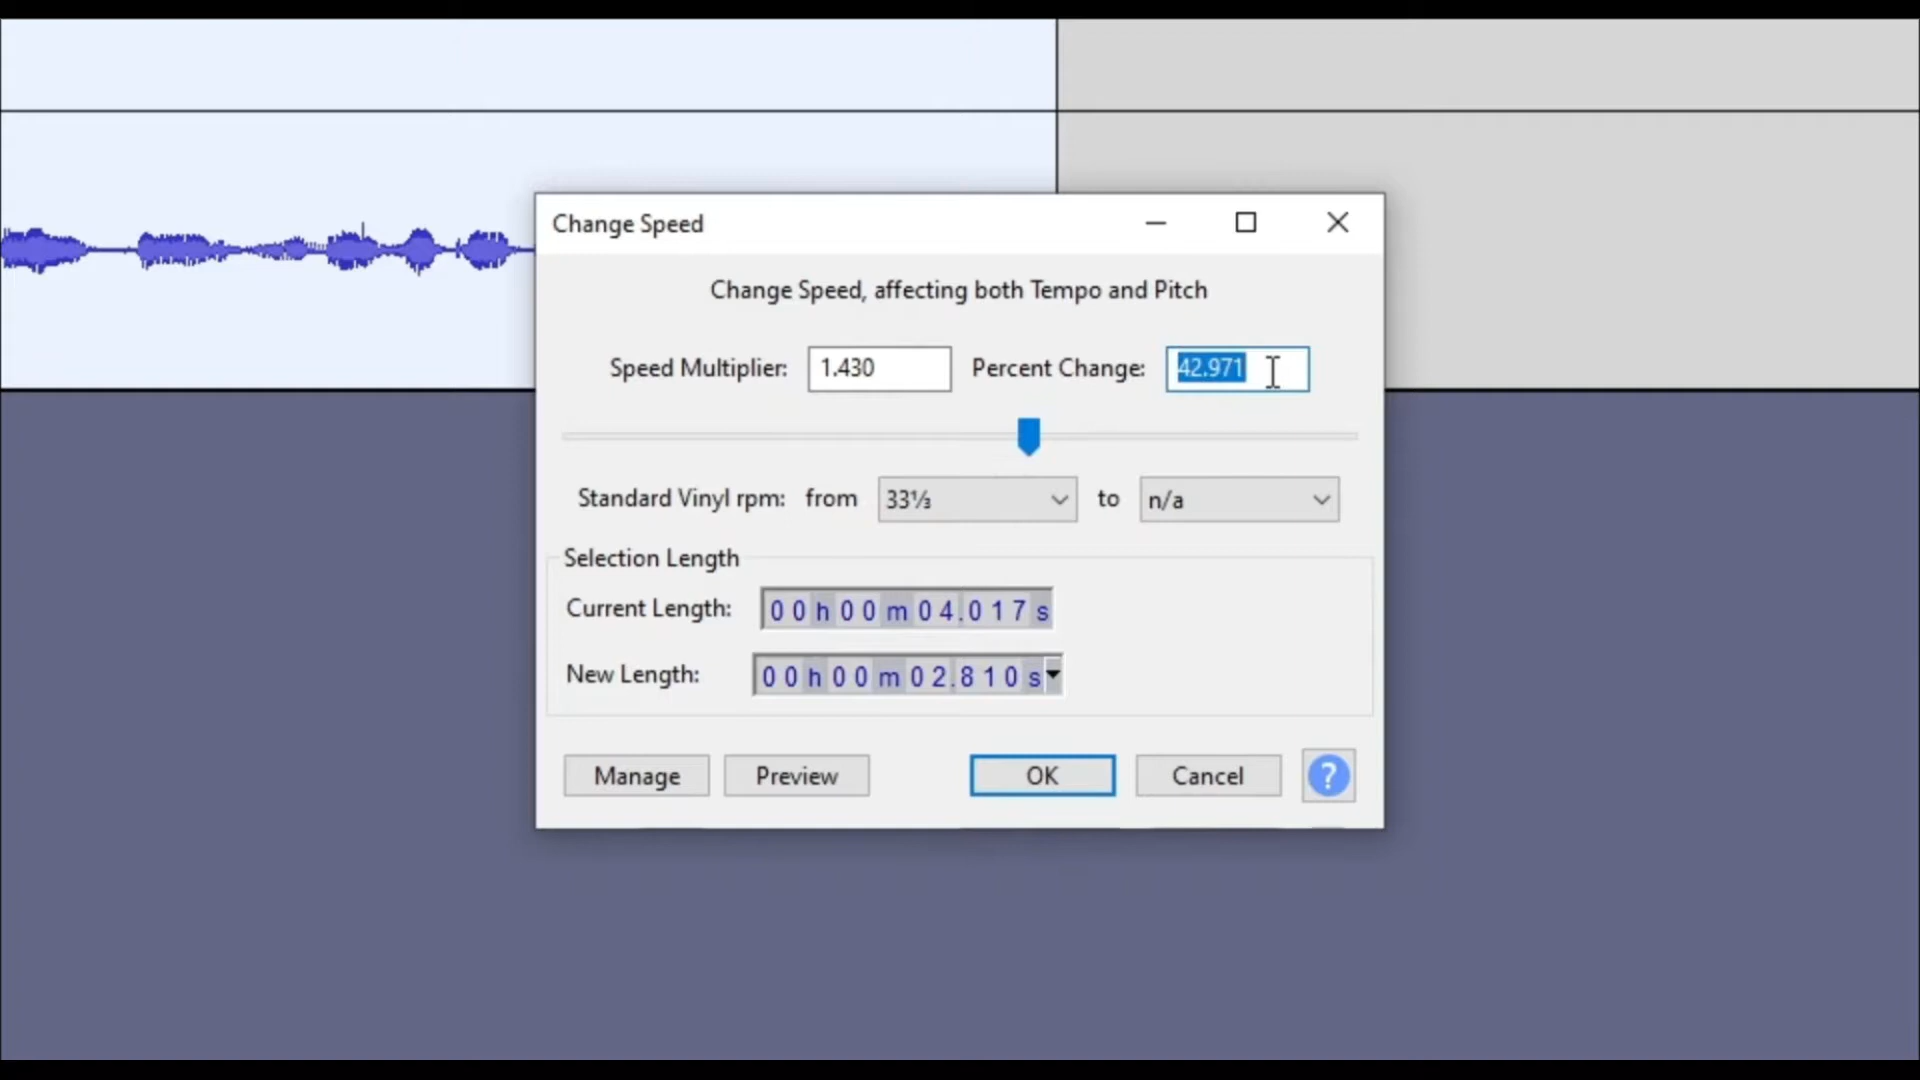 Change Speed
Change Speed, affecting both Tempo and Pitch
Speed Multiplier: 1.430 Percent Change: 42.971
Standard Vinyl rpm: from 33⅓ to n/a
Selection Length
Current Length: 00h00m04.017s
New Length: 00h00m02.810s
Manage Preview OK Cancel ?